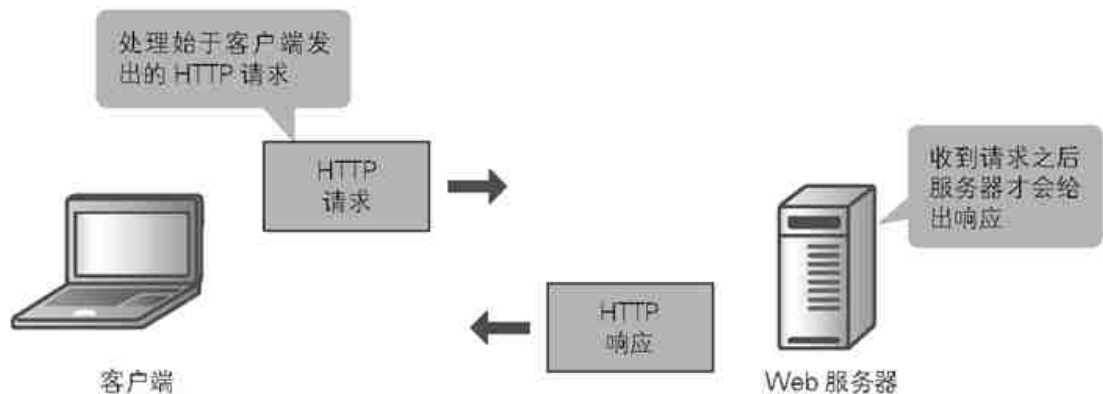 处理始于客户端发
出的 HTTP 请求
HTTP
请求
收到请求之后
服务器才会给
出响应
HTTP
响应
客户端
Web 服务器